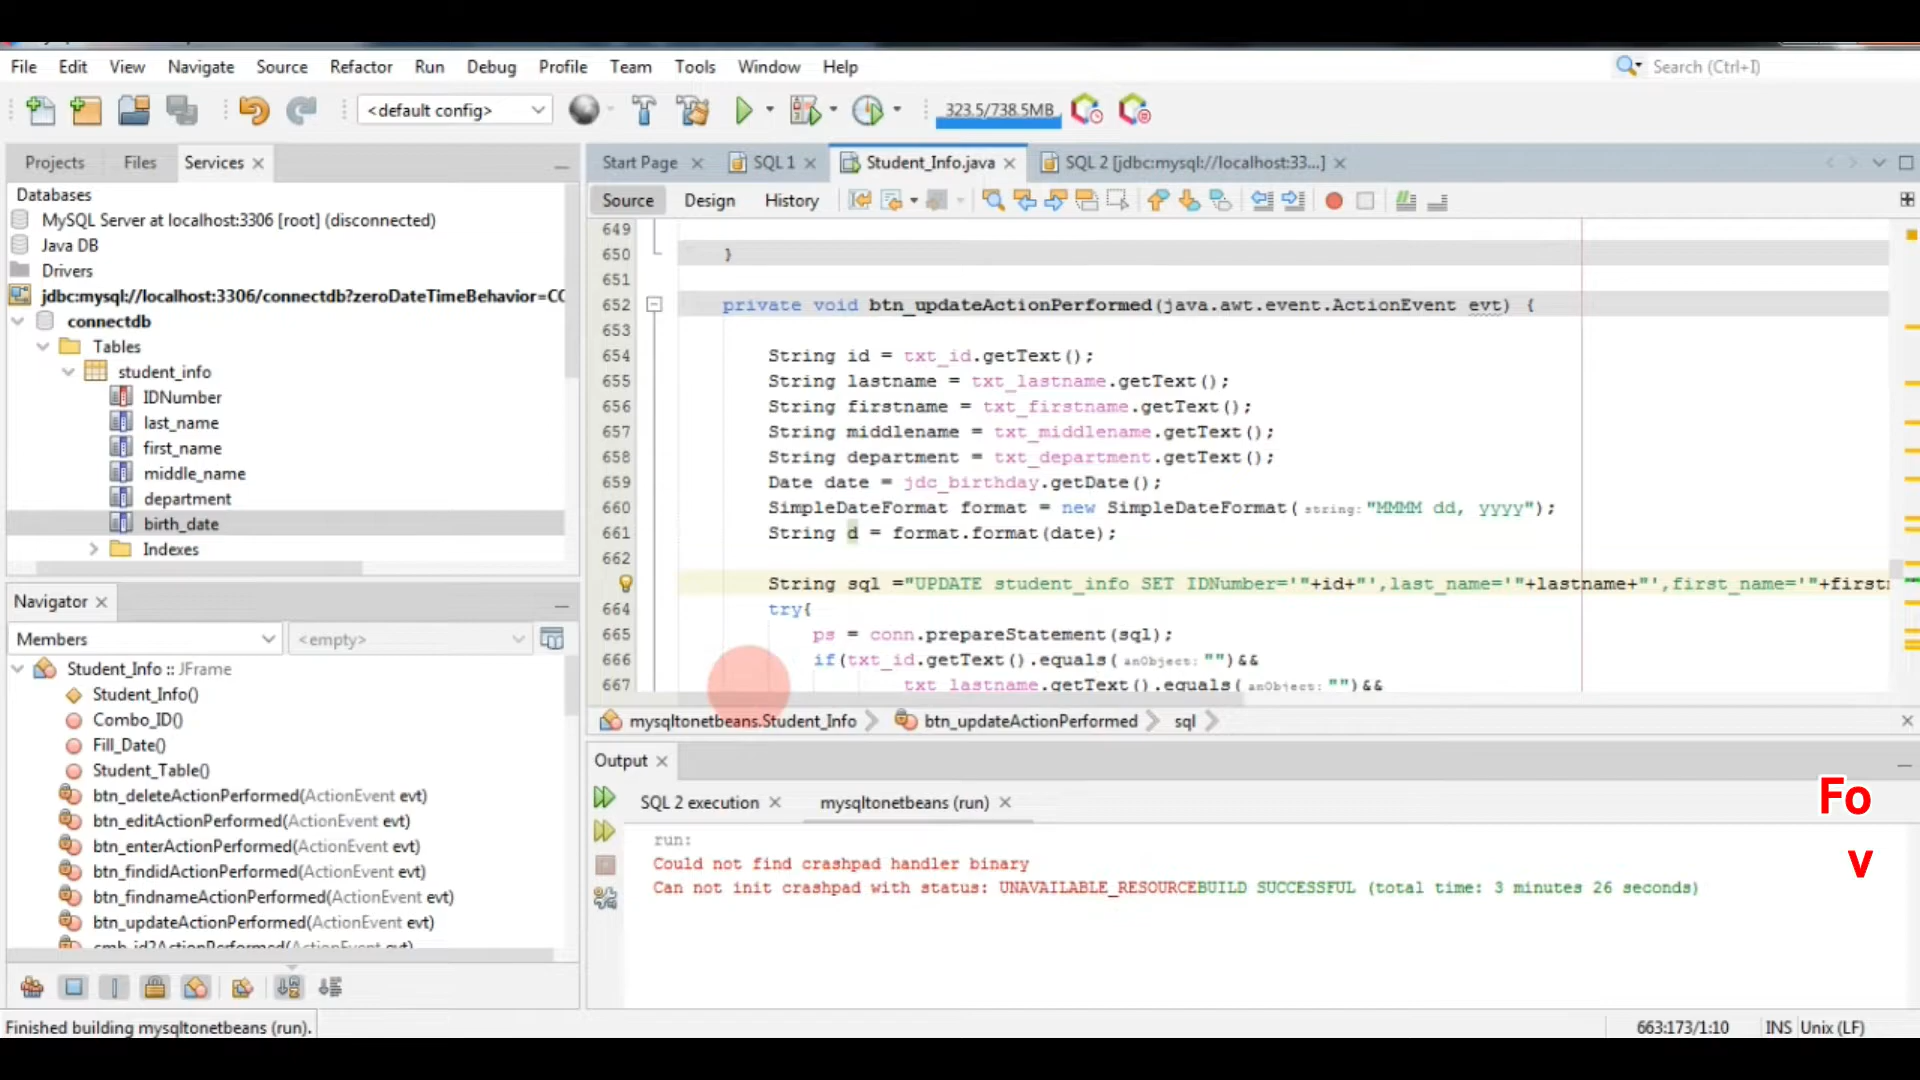 File Edit View Navigate Source Refactor Run Debug Profile Team Tools Window Help
Search (Ctrl+I)
<default config>
323.5/738.5MB
Projects Files Services
Start Page SQL 1 Student_Info.java SQL 2 [jdbc:mysql://localhost:33...]
Source Design History
Databases
MySQL Server at localhost:3306 [root] (disconnected)
Java DB
Drivers
jdbc:mysql://localhost:3306/connectdb?zeroDateTimeBehavior=CO
connectdb
Tables
student_info
IDNumber
last_name
first_name
middle_name
department
birth_date
Indexes
649
650 }
651
652 private void btn_updateActionPerformed(java.awt.event.ActionEvent evt) {
653
654 String id = txt_id.getText();
655 String lastname = txt_lastname.getText();
656 String firstname = txt_firstname.getText();
657 String middlename = txt_middlename.getText();
658 String department = txt_department.getText();
659 Date date = jdc_birthday.getDate();
660 SimpleDateFormat format = new SimpleDateFormat(string:"MMMM dd, yyyy");
661 String d = format.format(date);
662
String sql ="UPDATE student_info SET IDNumber='"+id+"',last_name='"+lastname+"',first_name='"+first
664 try{
665 ps = conn.prepareStatement(sql);
666 if(txt_id.getText().equals(anObject:"")&&
667 txt_lastname.getText().equals(anObject:"")&&
mysqltonetbeans.Student_Info btn_updateActionPerformed sql
Navigator
Members <empty>
Student_Info :: JFrame
Student_Info()
Combo_ID()
Fill_Date()
Student_Table()
btn_deleteActionPerformed(ActionEvent evt)
btn_editActionPerformed(ActionEvent evt)
btn_enterActionPerformed(ActionEvent evt)
btn_findidActionPerformed(ActionEvent evt)
btn_findnameActionPerformed(ActionEvent evt)
btn_updateActionPerformed(ActionEvent evt)
cmb_id2ActionPerformed(ActionEvent evt)
Output
SQL 2 execution mysqltonetbeans (run)
run:
Could not find crashpad handler binary
Can not init crashpad with status: UNAVAILABLE_RESOURCEBUILD SUCCESSFUL (total time: 3 minutes 26 seconds)
Fo
v
Finished building mysqltonetbeans (run).
663:173/1:10 INS Unix (LF)